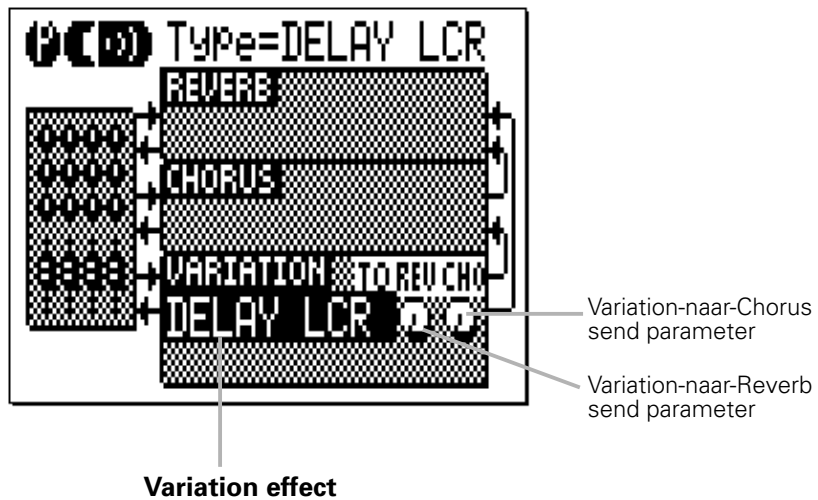 Type=DELAY LCR
REVERB
CHORUS
VARIATION TO REV CHO
DELAY LCR
Variation-naar-Chorus
send parameter
Variation-naar-Reverb
send parameter
Variation effect